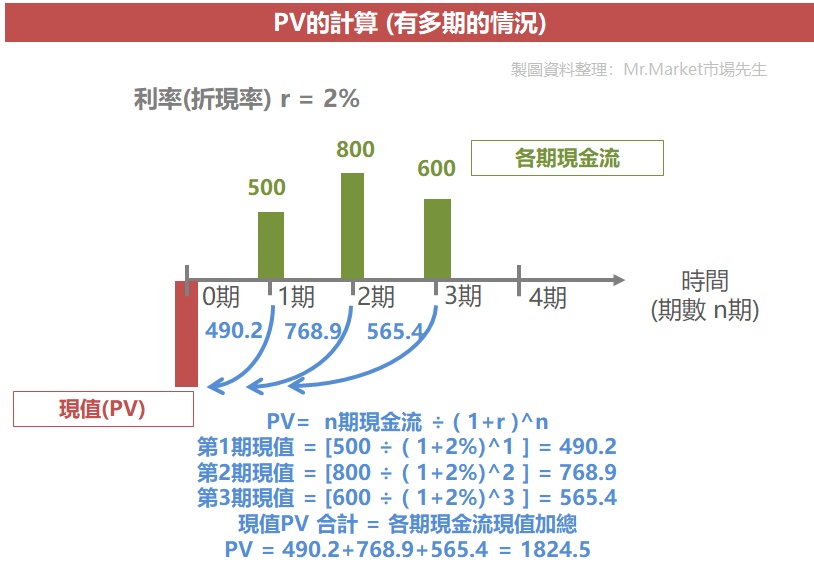 PV的計算 (有多期的情況)
製圖資料整理：Mr.Market市場先生
利率(折現率) r = 2%
800
600
500
各期現金流
0期
1期
2期
3期
4期
時間
(期數 n期)
490.2
768.9
565.4
現值(PV)
PV= n期現金流 ÷ ( 1+r )^n
第1期現值 = [500 ÷ ( 1+2%)^1 ] = 490.2
第2期現值 = [800 ÷ ( 1+2%)^2 ] = 768.9
第3期現值 = [600 ÷ ( 1+2%)^3 ] = 565.4
現值PV 合計 = 各期現金流現值加總
PV = 490.2+768.9+565.4 = 1824.5